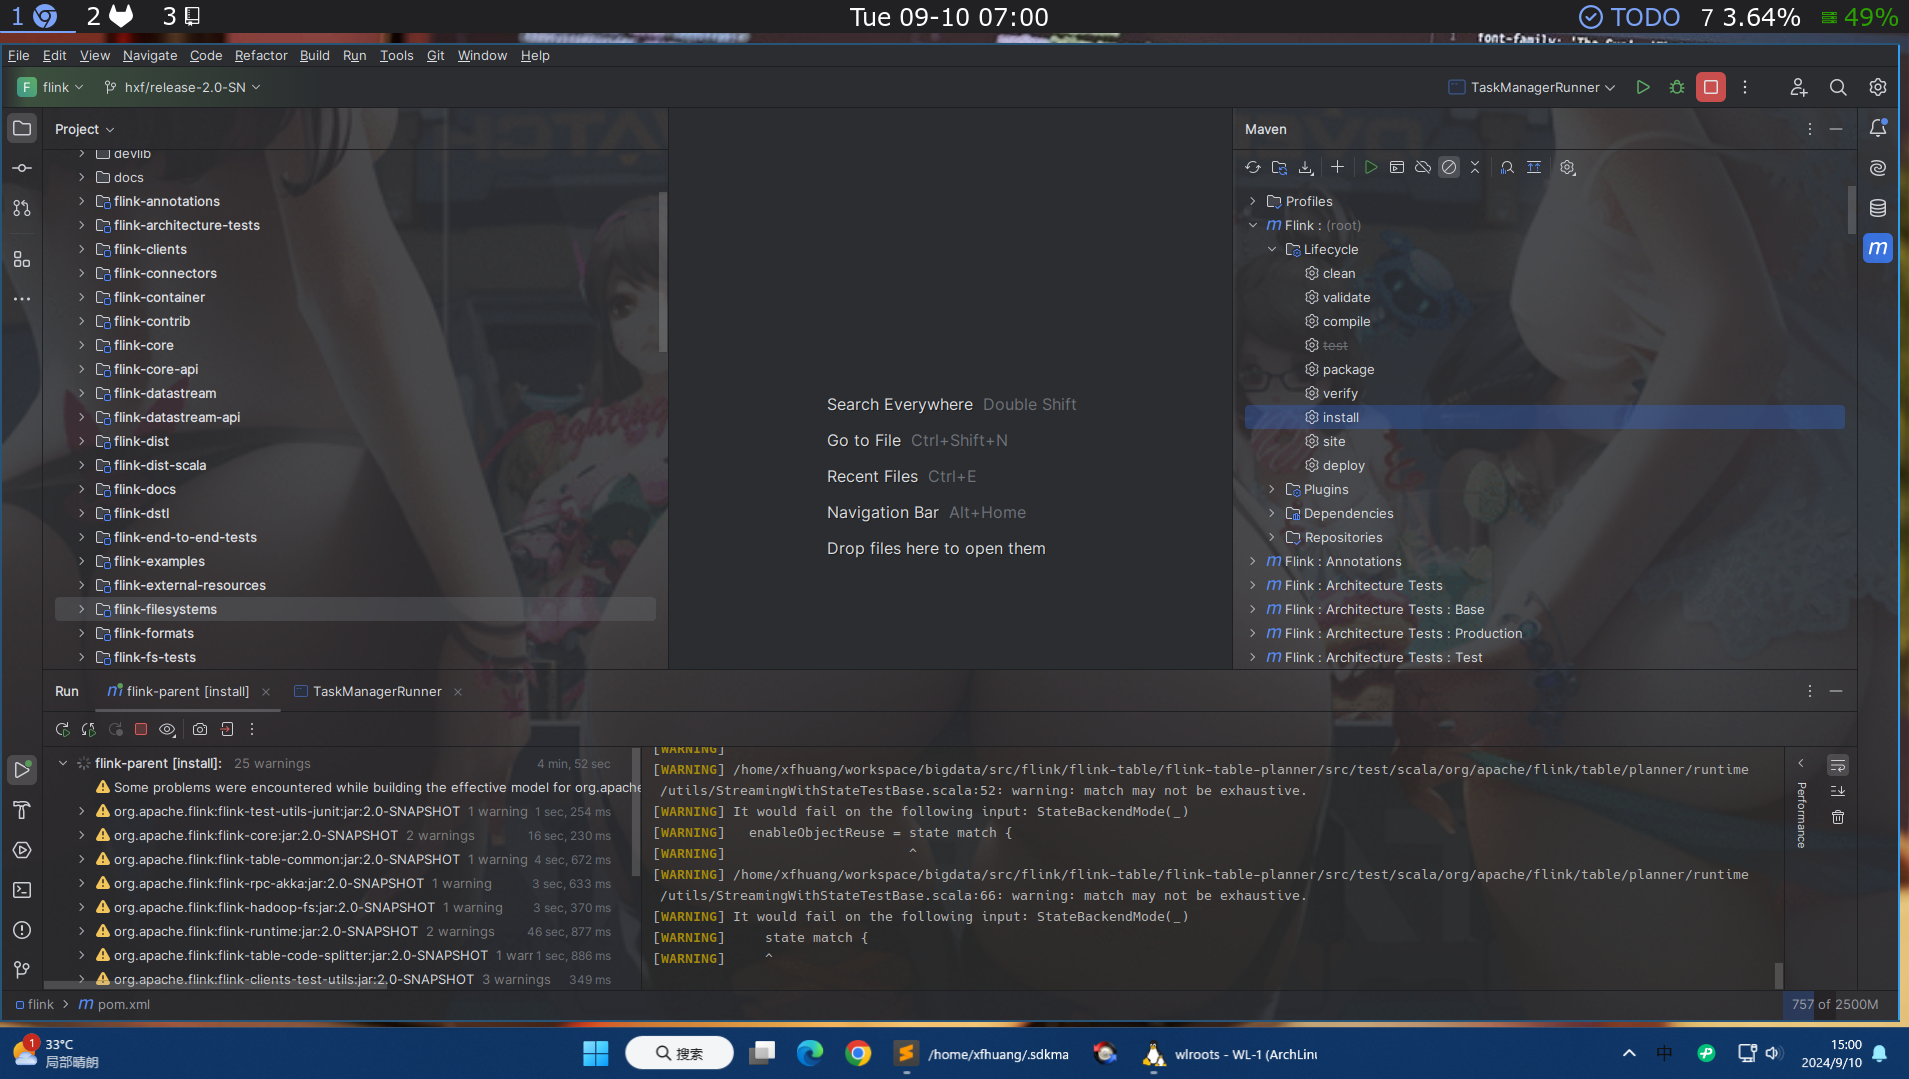 1 2 3
Tue 09-10 07:00
TODO 7 3.64% 49%
File Edit View Navigate Code Refactor Build Run Tools Git Window Help
F flink hxf/release-2.0-SN
TaskManagerRunner
Project
devlib
docs
flink-annotations
flink-architecture-tests
flink-clients
flink-connectors
flink-container
flink-contrib
flink-core
flink-core-api
flink-datastream
flink-datastream-api
flink-dist
flink-dist-scala
flink-docs
flink-dstl
flink-end-to-end-tests
flink-examples
flink-external-resources
flink-filesystems
flink-formats
flink-fs-tests
Search Everywhere Double Shift
Go to File Ctrl+Shift+N
Recent Files Ctrl+E
Navigation Bar Alt+Home
Drop files here to open them
Maven
Profiles
m Flink : (root)
Lifecycle
clean
validate
compile
test
package
verify
install
site
deploy
Plugins
Dependencies
Repositories
m Flink : Annotations
m Flink : Architecture Tests
m Flink : Architecture Tests : Base
m Flink : Architecture Tests : Production
m Flink : Architecture Tests : Test
m
Run m flink-parent [install] TaskManagerRunner
flink-parent [install]: 25 warnings 4 min, 52 sec
Some problems were encountered while building the effective model for org.apache
org.apache.flink:flink-test-utils-junit:jar:2.0-SNAPSHOT 1 warning 1 sec, 254 ms
org.apache.flink:flink-core:jar:2.0-SNAPSHOT 2 warnings 16 sec, 230 ms
org.apache.flink:flink-table-common:jar:2.0-SNAPSHOT 1 warning 4 sec, 672 ms
org.apache.flink:flink-rpc-akka:jar:2.0-SNAPSHOT 1 warning 3 sec, 633 ms
org.apache.flink:flink-hadoop-fs:jar:2.0-SNAPSHOT 1 warning 3 sec, 370 ms
org.apache.flink:flink-runtime:jar:2.0-SNAPSHOT 2 warnings 46 sec, 877 ms
org.apache.flink:flink-table-code-splitter:jar:2.0-SNAPSHOT 1 warr 1 sec, 886 ms
org.apache.flink:flink-clients-test-utils:jar:2.0-SNAPSHOT 3 warnings 349 ms
[WARNING]
[WARNING] /home/xfhuang/workspace/bigdata/src/flink/flink-table/flink-table-planner/src/test/scala/org/apache/flink/table/planner/runtime
/utils/StreamingWithStateTestBase.scala:52: warning: match may not be exhaustive.
[WARNING] It would fail on the following input: StateBackendMode(_)
[WARNING]   enableObjectReuse = state match {
[WARNING]                       ^
[WARNING] /home/xfhuang/workspace/bigdata/src/flink/flink-table/flink-table-planner/src/test/scala/org/apache/flink/table/planner/runtime
/utils/StreamingWithStateTestBase.scala:66: warning: match may not be exhaustive.
[WARNING] It would fail on the following input: StateBackendMode(_)
[WARNING]     state match {
[WARNING]     ^
Performance
flink > m pom.xml
757 of 2500M
1
33°C
局部晴朗
搜索
/home/xfhuang/.sdkma
wlroots - WL-1 (ArchLinu
中
15:00
2024/9/10